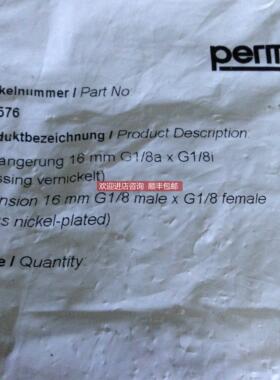 perm
kelnummer / Part No
576
duktbezeichnung / Product Description:
ängerung 16 mm G1/8a x G1/8i
ssing vernickelt)
欢迎进店咨询 顺丰包邮
nsion 16 mm G1/8 male x G1/8 female
s nickel-plated)
e / Quantity: